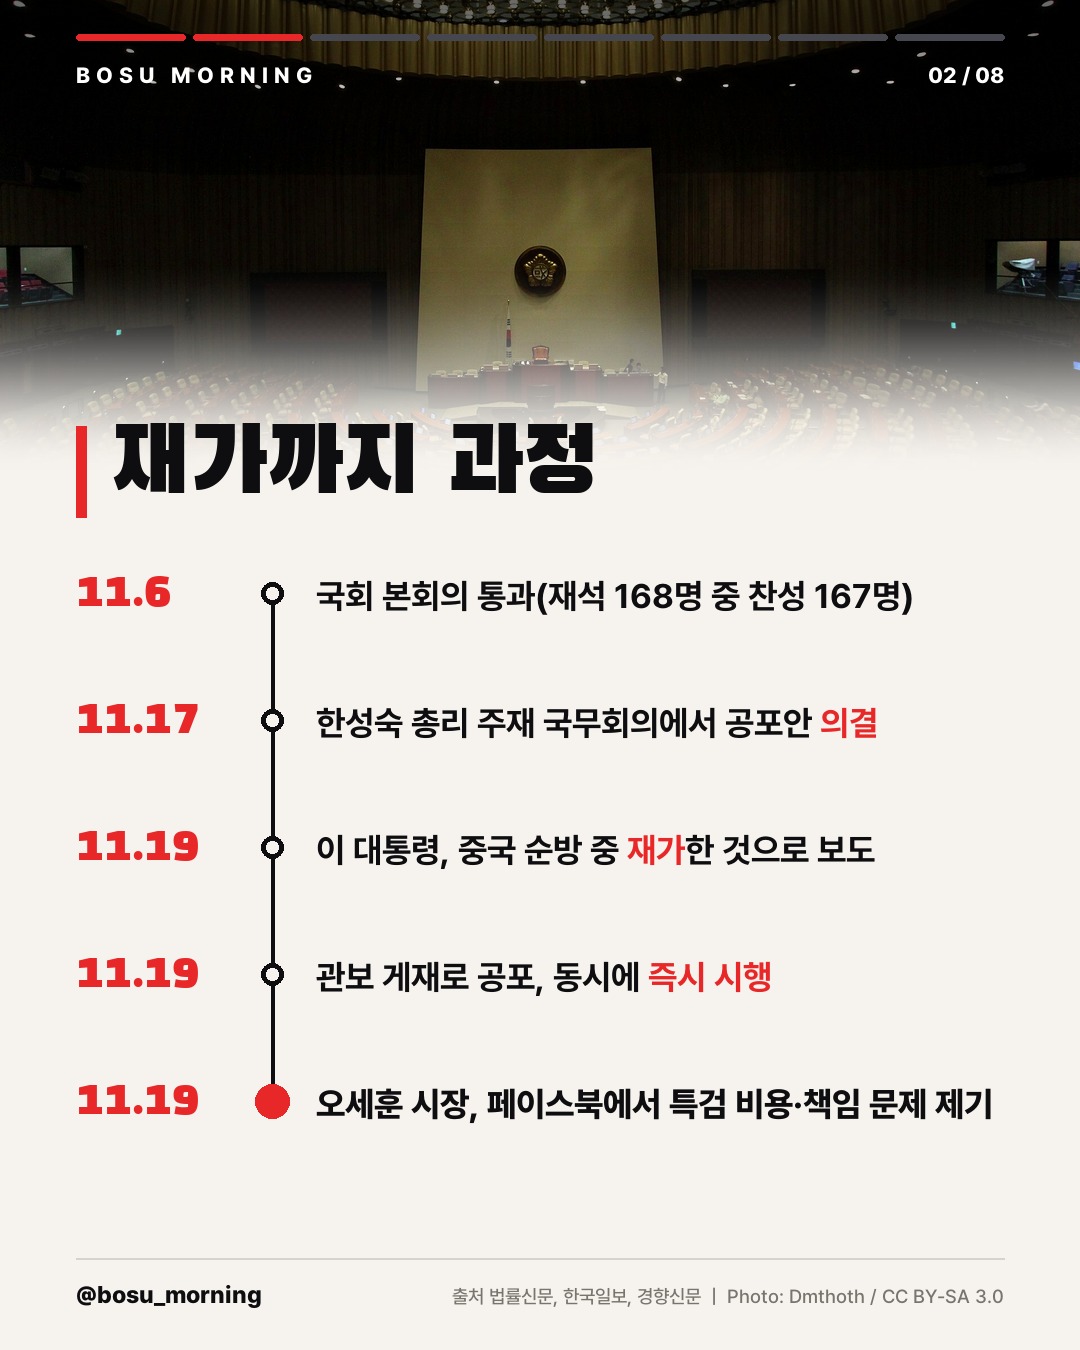 BOSU MORNING
02 / 08
재가까지 과정
11.6
국회 본회의 통과(재석 168명 중 찬성 167명)
11.17
한성숙 총리 주재 국무회의에서 공포안 의결
11.19
이 대통령, 중국 순방 중 재가한 것으로 보도
11.19
관보 게재로 공포, 동시에 즉시 시행
11.19
오세훈 시장, 페이스북에서 특검 비용·책임 문제 제기
@bosu_morning
출처 법률신문, 한국일보, 경향신문 | Photo: Dmthoth / CC BY-SA 3.0